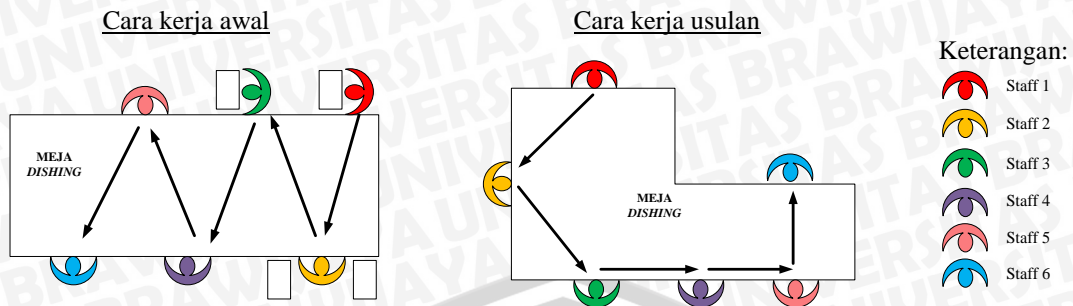 Cara kerja awal
Cara kerja usulan
Keterangan:
Staff 1
Staff 2
Staff 3
Staff 4
Staff 5
Staff 6
MEJA
DISHING
MEJA
DISHING